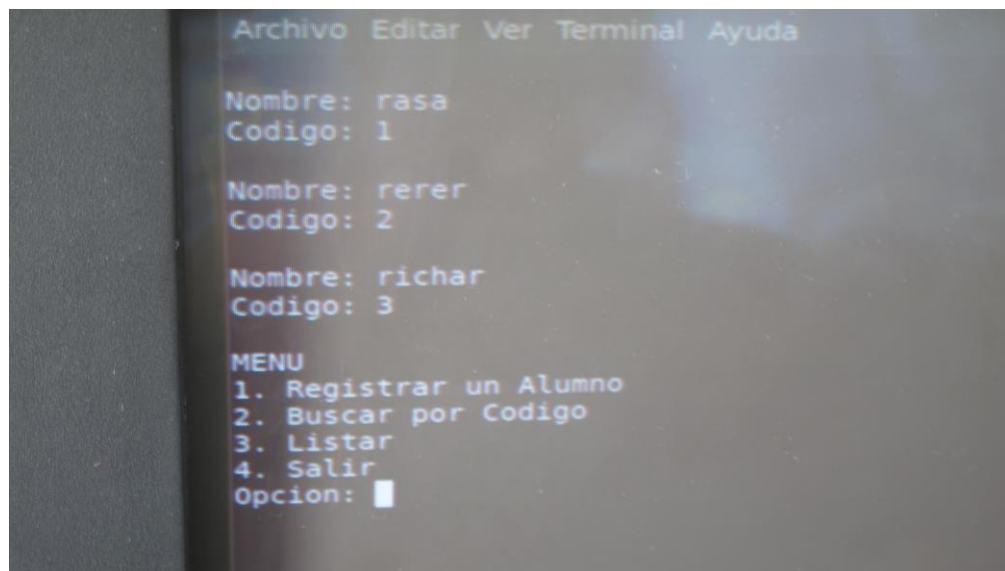 Archivo Editar Ver Terminal Ayuda
Nombre: rasa
Codigo: 1
Nombre: rerer
Codigo: 2
Nombre: richar
Codigo: 3
MENU
1. Registrar un Alumno
2. Buscar por Codigo
3. Listar
4. Salir
Opcion: